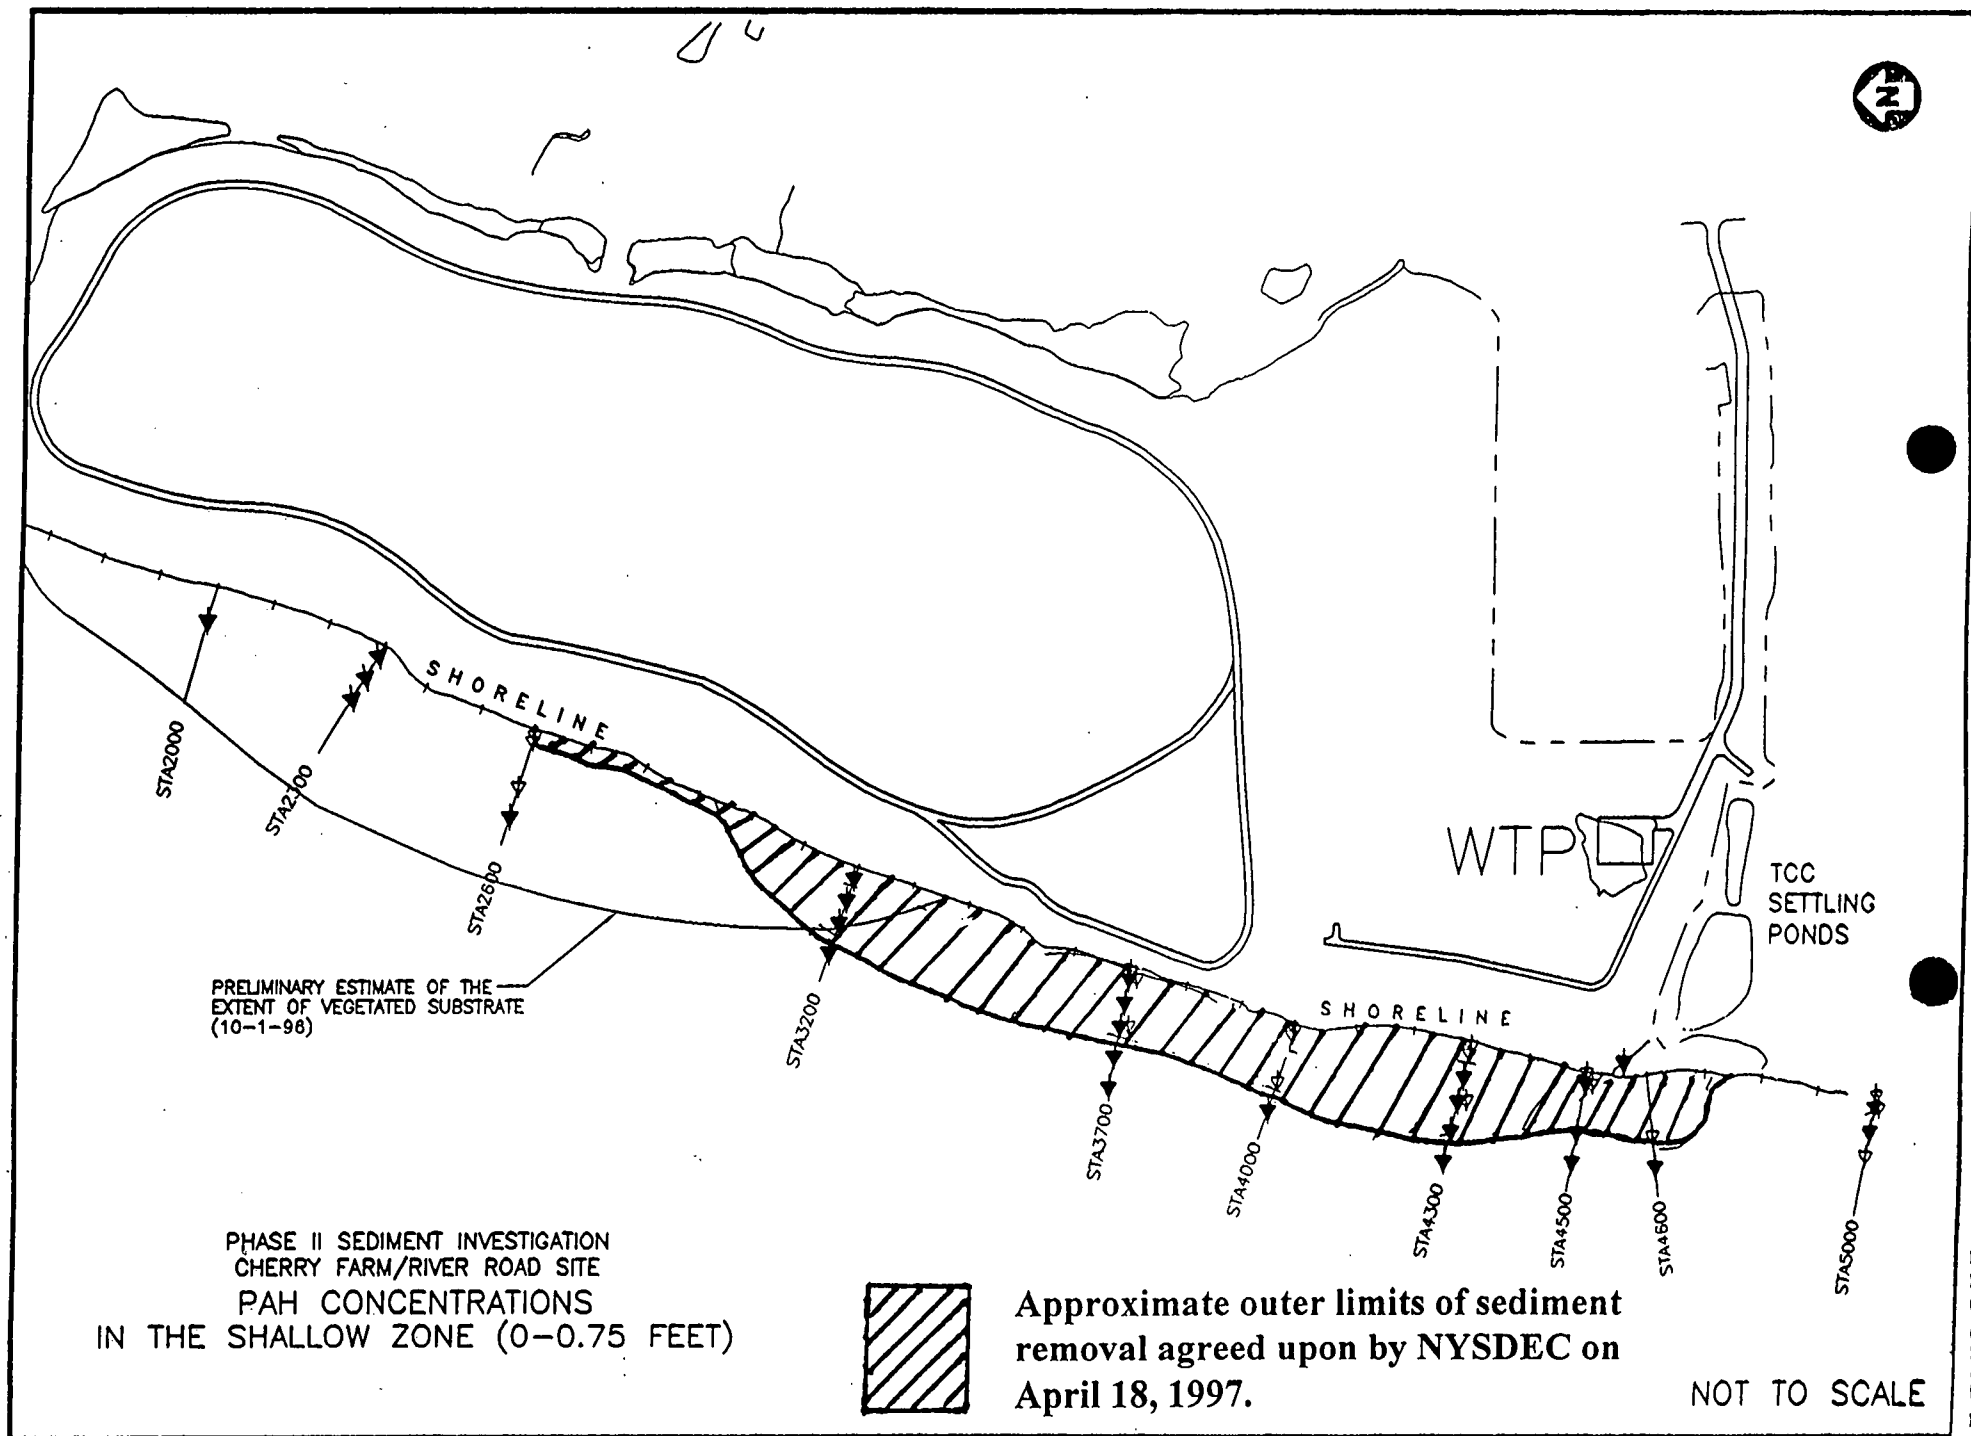 N
SHORELINE
STA2000
STA2300
STA2600
WTP
TCC
SETTLING
PONDS
PRELIMINARY ESTIMATE OF THE
EXTENT OF VEGETATED SUBSTRATE
(10-1-96)
STA3200
SHORELINE
STA3700
STA4000
STA4300
STA4500
STA4600
STA5000
PHASE II SEDIMENT INVESTIGATION
CHERRY FARM/RIVER ROAD SITE
PAH CONCENTRATIONS
IN THE SHALLOW ZONE (0-0.75 FEET)
Approximate outer limits of sediment
removal agreed upon by NYSDEC on
April 18, 1997.
NOT TO SCALE